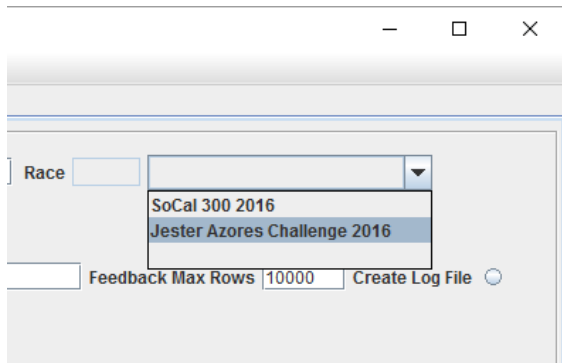 Race
SoCal 300 2016
Jester Azores Challenge 2016
Feedback Max Rows 10000 Create Log File